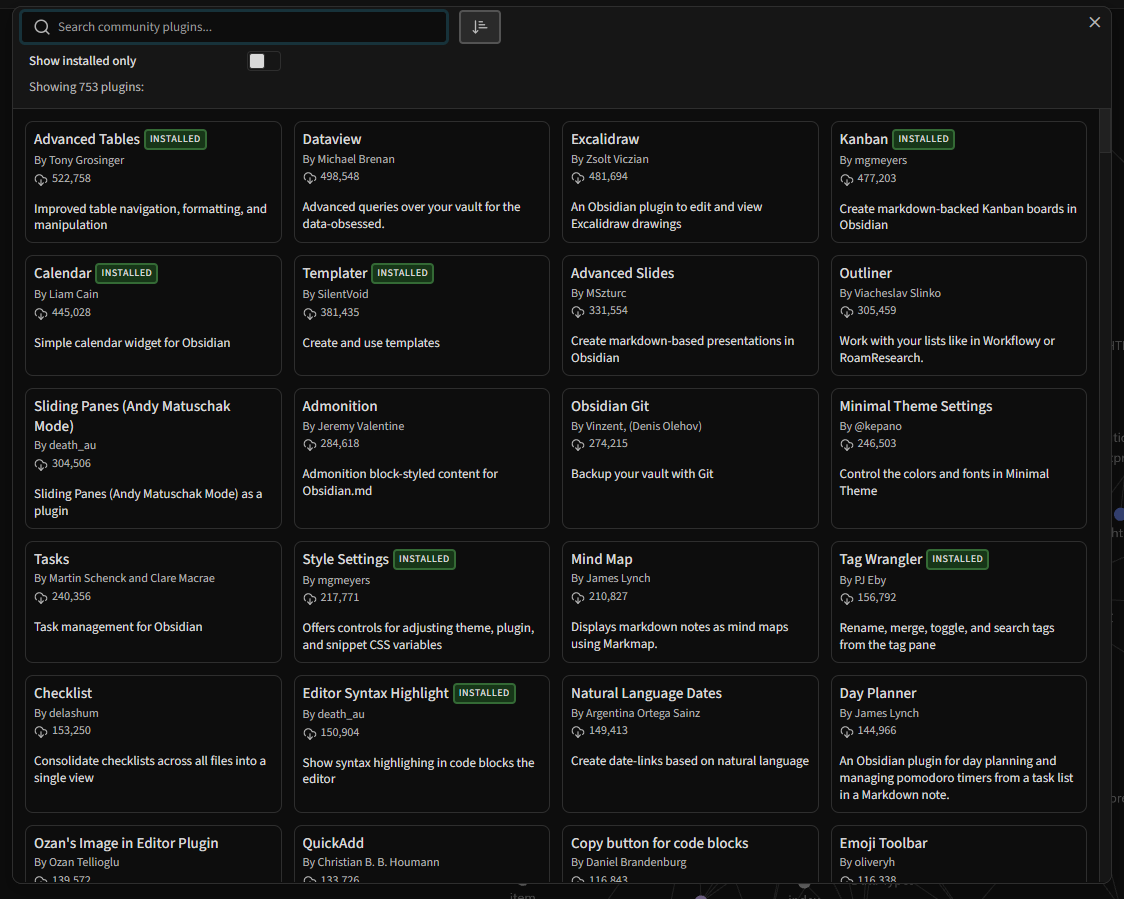 Search community plugins...
Show installed only
Showing 753 plugins:
Advanced Tables INSTALLED
By Tony Grosinger
522,758
Improved table navigation, formatting, and
manipulation
Dataview
By Michael Brenan
498,548
Advanced queries over your vault for the
data-obsessed.
Excalidraw
By Zsolt Viczian
481,694
An Obsidian plugin to edit and view
Excalidraw drawings
Kanban INSTALLED
By mgmeyers
477,203
Create markdown-backed Kanban boards in
Obsidian
Calendar INSTALLED
By Liam Cain
445,028
Simple calendar widget for Obsidian
Templater INSTALLED
By SilentVoid
381,435
Create and use templates
Advanced Slides
By MSzturc
331,554
Create markdown-based presentations in
Obsidian
Outliner
By Viacheslav Slinko
305,459
Work with your lists like in Workflowy or
RoamResearch.
Sliding Panes (Andy Matuschak
Mode)
By death_au
304,506
Sliding Panes (Andy Matuschak Mode) as a
plugin
Admonition
By Jeremy Valentine
284,618
Admonition block-styled content for
Obsidian.md
Obsidian Git
By Vinzent, (Denis Olehov)
274,215
Backup your vault with Git
Minimal Theme Settings
By @kepano
246,503
Control the colors and fonts in Minimal
Theme
Tasks
By Martin Schenck and Clare Macrae
240,356
Task management for Obsidian
Style Settings INSTALLED
By mgmeyers
217,771
Offers controls for adjusting theme, plugin,
and snippet CSS variables
Mind Map
By James Lynch
210,827
Displays markdown notes as mind maps
using Markmap.
Tag Wrangler INSTALLED
By PJ Eby
156,792
Rename, merge, toggle, and search tags
from the tag pane
Checklist
By delashum
153,250
Consolidate checklists across all files into a
single view
Editor Syntax Highlight INSTALLED
By death_au
150,904
Show syntax highlighing in code blocks the
editor
Natural Language Dates
By Argentina Ortega Sainz
149,413
Create date-links based on natural language
Day Planner
By James Lynch
144,966
An Obsidian plugin for day planning and
managing pomodoro timers from a task list
in a Markdown note.
Ozan's Image in Editor Plugin
By Ozan Tellioglu
139,572
QuickAdd
By Christian B. B. Houmann
133,726
Copy button for code blocks
By Daniel Brandenburg
116,843
Emoji Toolbar
By oliveryh
116,338
item